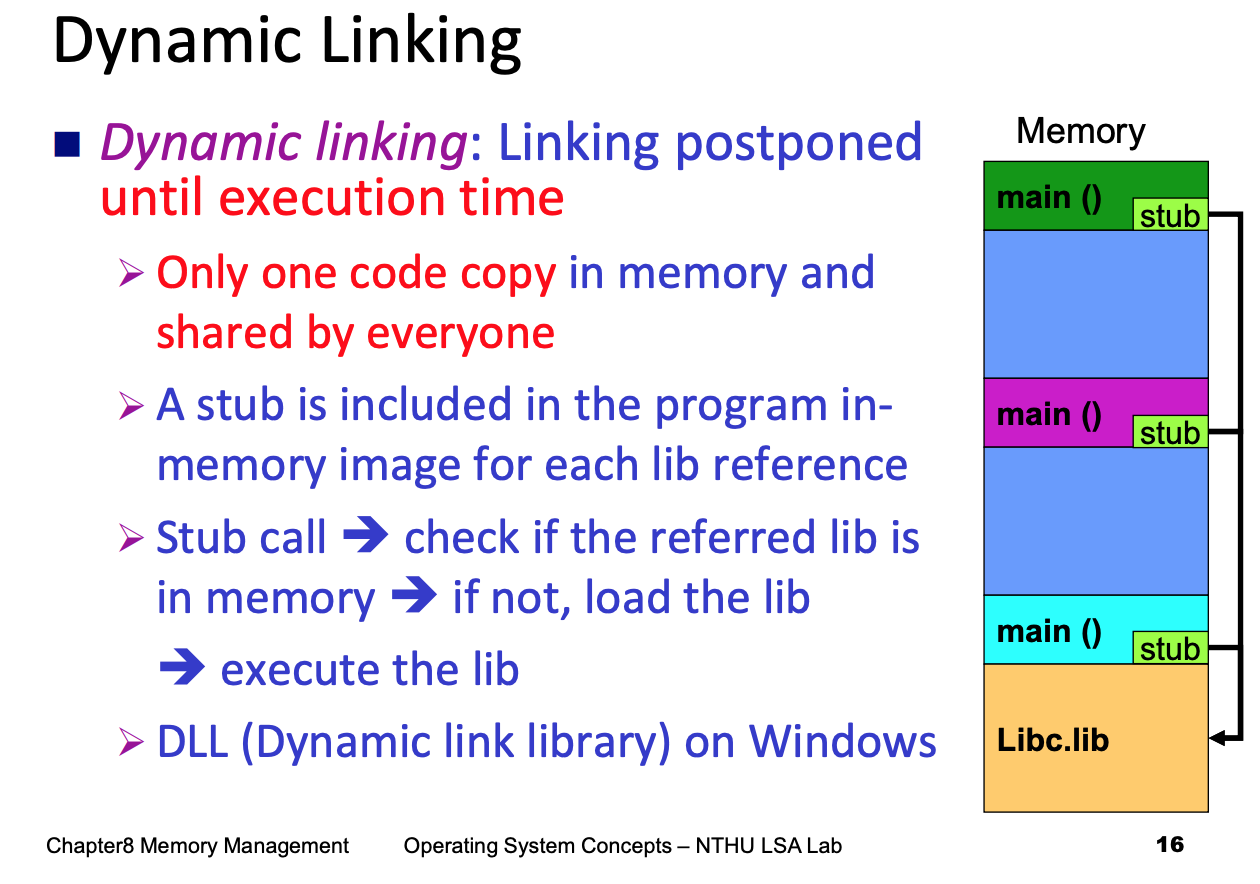 Dynamic Linking
Dynamic linking: Linking postponed
until execution time
Only one code copy in memory and
shared by everyone
A stub is included in the program in-
memory image for each lib reference
Stub call ➔ check if the referred lib is
in memory ➔ if not, load the lib
➔ execute the lib
DLL (Dynamic link library) on Windows
Memory
main ()
stub
main ()
stub
main ()
stub
Libc.lib
Chapter8 Memory Management
Operating System Concepts – NTHU LSA Lab
16